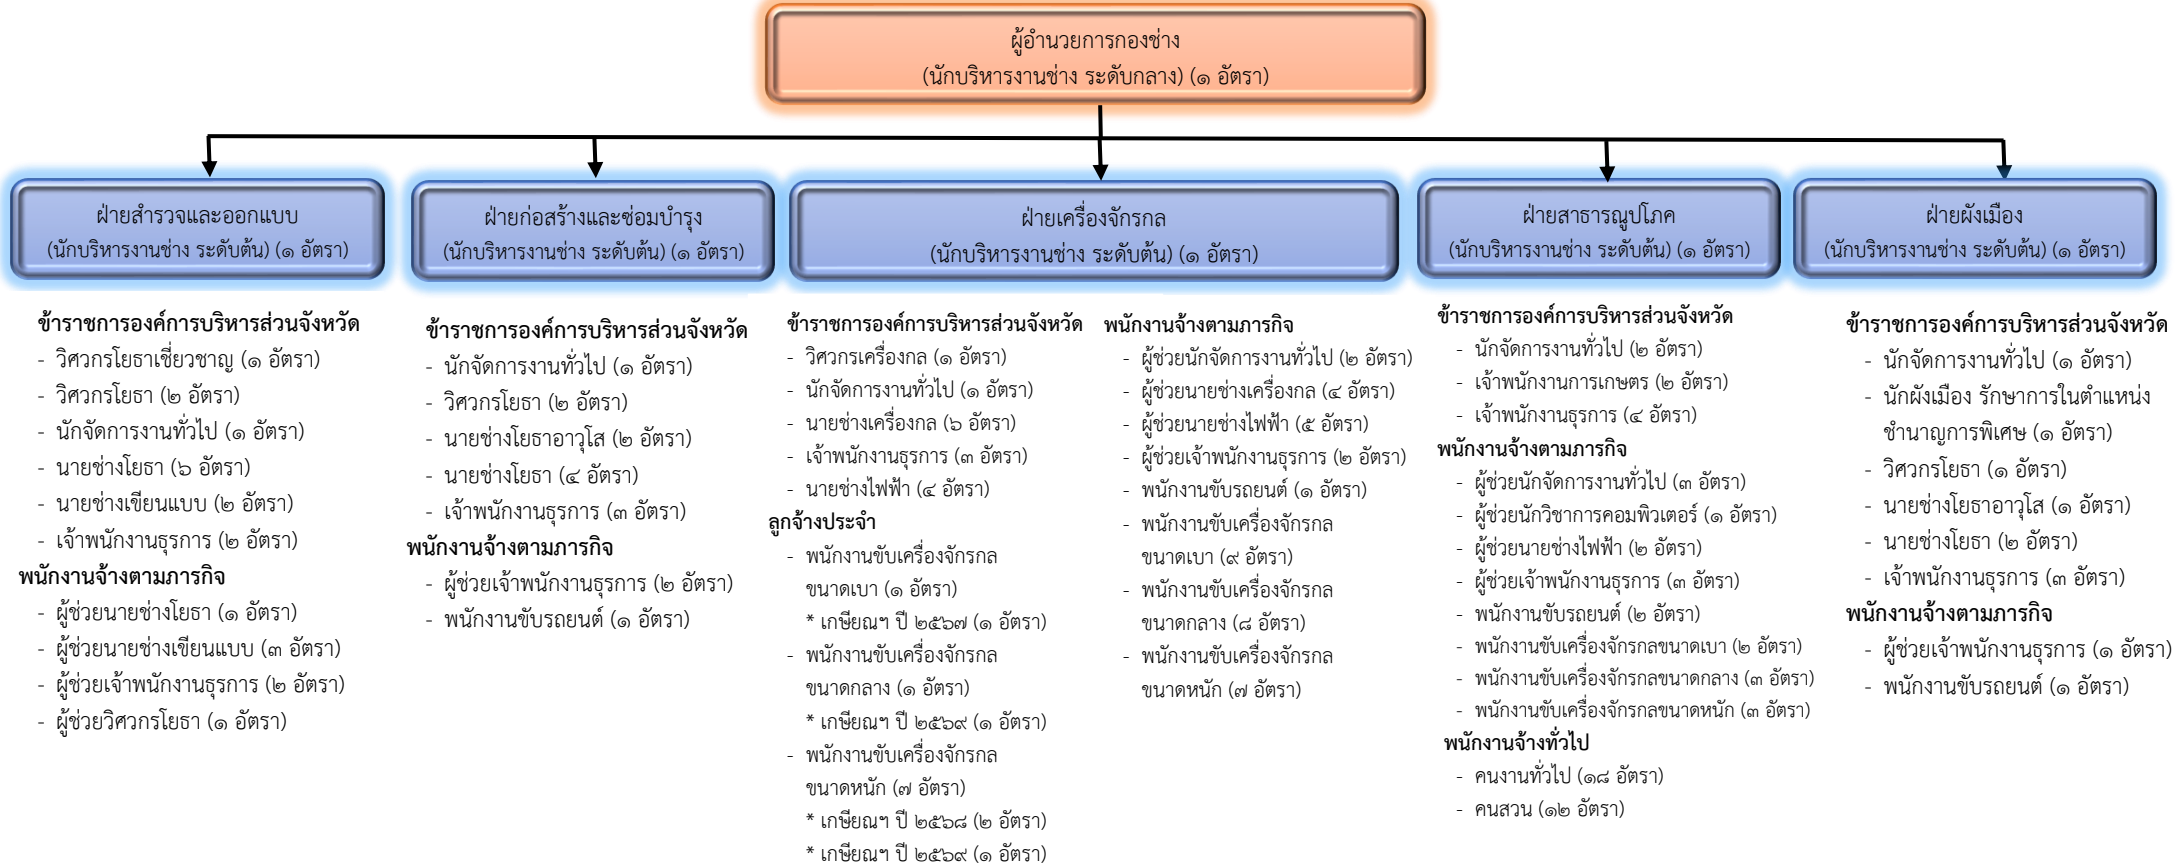 ผู้อำนวยการกองช่าง
(นักบริหารงานช่าง ระดับกลาง) (๑ อัตรา)
ฝ่ายสำรวจและออกแบบ
(นักบริหารงานช่าง ระดับต้น) (๑ อัตรา)
ข้าราชการองค์การบริหารส่วนจังหวัด
- วิศวกรโยธาเชี่ยวชาญ (๑ อัตรา)
- วิศวกรโยธา (๒ อัตรา)
- นักจัดการงานทั่วไป (๑ อัตรา)
- นายช่างโยธา (๖ อัตรา)
- นายช่างเขียนแบบ (๒ อัตรา)
- เจ้าพนักงานธุรการ (๒ อัตรา)
พนักงานจ้างตามภารกิจ
- ผู้ช่วยนายช่างโยธา (๑ อัตรา)
- ผู้ช่วยนายช่างเขียนแบบ (๓ อัตรา)
- ผู้ช่วยเจ้าพนักงานธุรการ (๒ อัตรา)
- ผู้ช่วยวิศวกรโยธา (๑ อัตรา)
ฝ่ายก่อสร้างและซ่อมบำรุง
(นักบริหารงานช่าง ระดับต้น) (๑ อัตรา)
ข้าราชการองค์การบริหารส่วนจังหวัด
- นักจัดการงานทั่วไป (๑ อัตรา)
- วิศวกรโยธา (๒ อัตรา)
- นายช่างโยธาอาวุโส (๒ อัตรา)
- นายช่างโยธา (๔ อัตรา)
- เจ้าพนักงานธุรการ (๓ อัตรา)
พนักงานจ้างตามภารกิจ
- ผู้ช่วยเจ้าพนักงานธุรการ (๒ อัตรา)
- พนักงานขับรถยนต์ (๑ อัตรา)
ฝ่ายเครื่องจักรกล
(นักบริหารงานช่าง ระดับต้น) (๑ อัตรา)
ข้าราชการองค์การบริหารส่วนจังหวัด
- วิศวกรเครื่องกล (๑ อัตรา)
- นักจัดการงานทั่วไป (๑ อัตรา)
- นายช่างเครื่องกล (๖ อัตรา)
- เจ้าพนักงานธุรการ (๓ อัตรา)
- นายช่างไฟฟ้า (๔ อัตรา)
ลูกจ้างประจำ
- พนักงานขับเครื่องจักรกล
ขนาดเบา (๑ อัตรา)
* เกษียณฯ ปี ๒๕๖๗ (๑ อัตรา)
- พนักงานขับเครื่องจักรกล
ขนาดกลาง (๑ อัตรา)
* เกษียณฯ ปี ๒๕๖๙ (๑ อัตรา)
- พนักงานขับเครื่องจักรกล
ขนาดหนัก (๗ อัตรา)
* เกษียณฯ ปี ๒๕๖๘ (๒ อัตรา)
* เกษียณฯ ปี ๒๕๖๙ (๑ อัตรา)
พนักงานจ้างตามภารกิจ
- ผู้ช่วยนักจัดการงานทั่วไป (๒ อัตรา)
- ผู้ช่วยนายช่างเครื่องกล (๔ อัตรา)
- ผู้ช่วยนายช่างไฟฟ้า (๕ อัตรา)
- ผู้ช่วยเจ้าพนักงานธุรการ (๒ อัตรา)
- พนักงานขับรถยนต์ (๑ อัตรา)
- พนักงานขับเครื่องจักรกล
ขนาดเบา (๙ อัตรา)
- พนักงานขับเครื่องจักรกล
ขนาดกลาง (๘ อัตรา)
- พนักงานขับเครื่องจักรกล
ขนาดหนัก (๗ อัตรา)
ฝ่ายสาธารณูปโภค
(นักบริหารงานช่าง ระดับต้น) (๑ อัตรา)
ข้าราชการองค์การบริหารส่วนจังหวัด
- นักจัดการงานทั่วไป (๒ อัตรา)
- เจ้าพนักงานการเกษตร (๒ อัตรา)
- เจ้าพนักงานธุรการ (๔ อัตรา)
พนักงานจ้างตามภารกิจ
- ผู้ช่วยนักจัดการงานทั่วไป (๓ อัตรา)
- ผู้ช่วยนักวิชาการคอมพิวเตอร์ (๑ อัตรา)
- ผู้ช่วยนายช่างไฟฟ้า (๒ อัตรา)
- ผู้ช่วยเจ้าพนักงานธุรการ (๓ อัตรา)
- พนักงานขับรถยนต์ (๒ อัตรา)
- พนักงานขับเครื่องจักรกลขนาดเบา (๒ อัตรา)
- พนักงานขับเครื่องจักรกลขนาดกลาง (๓ อัตรา)
- พนักงานขับเครื่องจักรกลขนาดหนัก (๓ อัตรา)
พนักงานจ้างทั่วไป
- คนงานทั่วไป (๑๘ อัตรา)
- คนสวน (๑๒ อัตรา)
ฝ่ายผังเมือง
(นักบริหารงานช่าง ระดับต้น) (๑ อัตรา)
ข้าราชการองค์การบริหารส่วนจังหวัด
- นักจัดการงานทั่วไป (๑ อัตรา)
- นักผังเมือง รักษาการในตำแหน่ง
ชำนาญการพิเศษ (๑ อัตรา)
- วิศวกรโยธา (๑ อัตรา)
- นายช่างโยธาอาวุโส (๑ อัตรา)
- นายช่างโยธา (๒ อัตรา)
- เจ้าพนักงานธุรการ (๓ อัตรา)
พนักงานจ้างตามภารกิจ
- ผู้ช่วยเจ้าพนักงานธุรการ (๑ อัตรา)
- พนักงานขับรถยนต์ (๑ อัตรา)